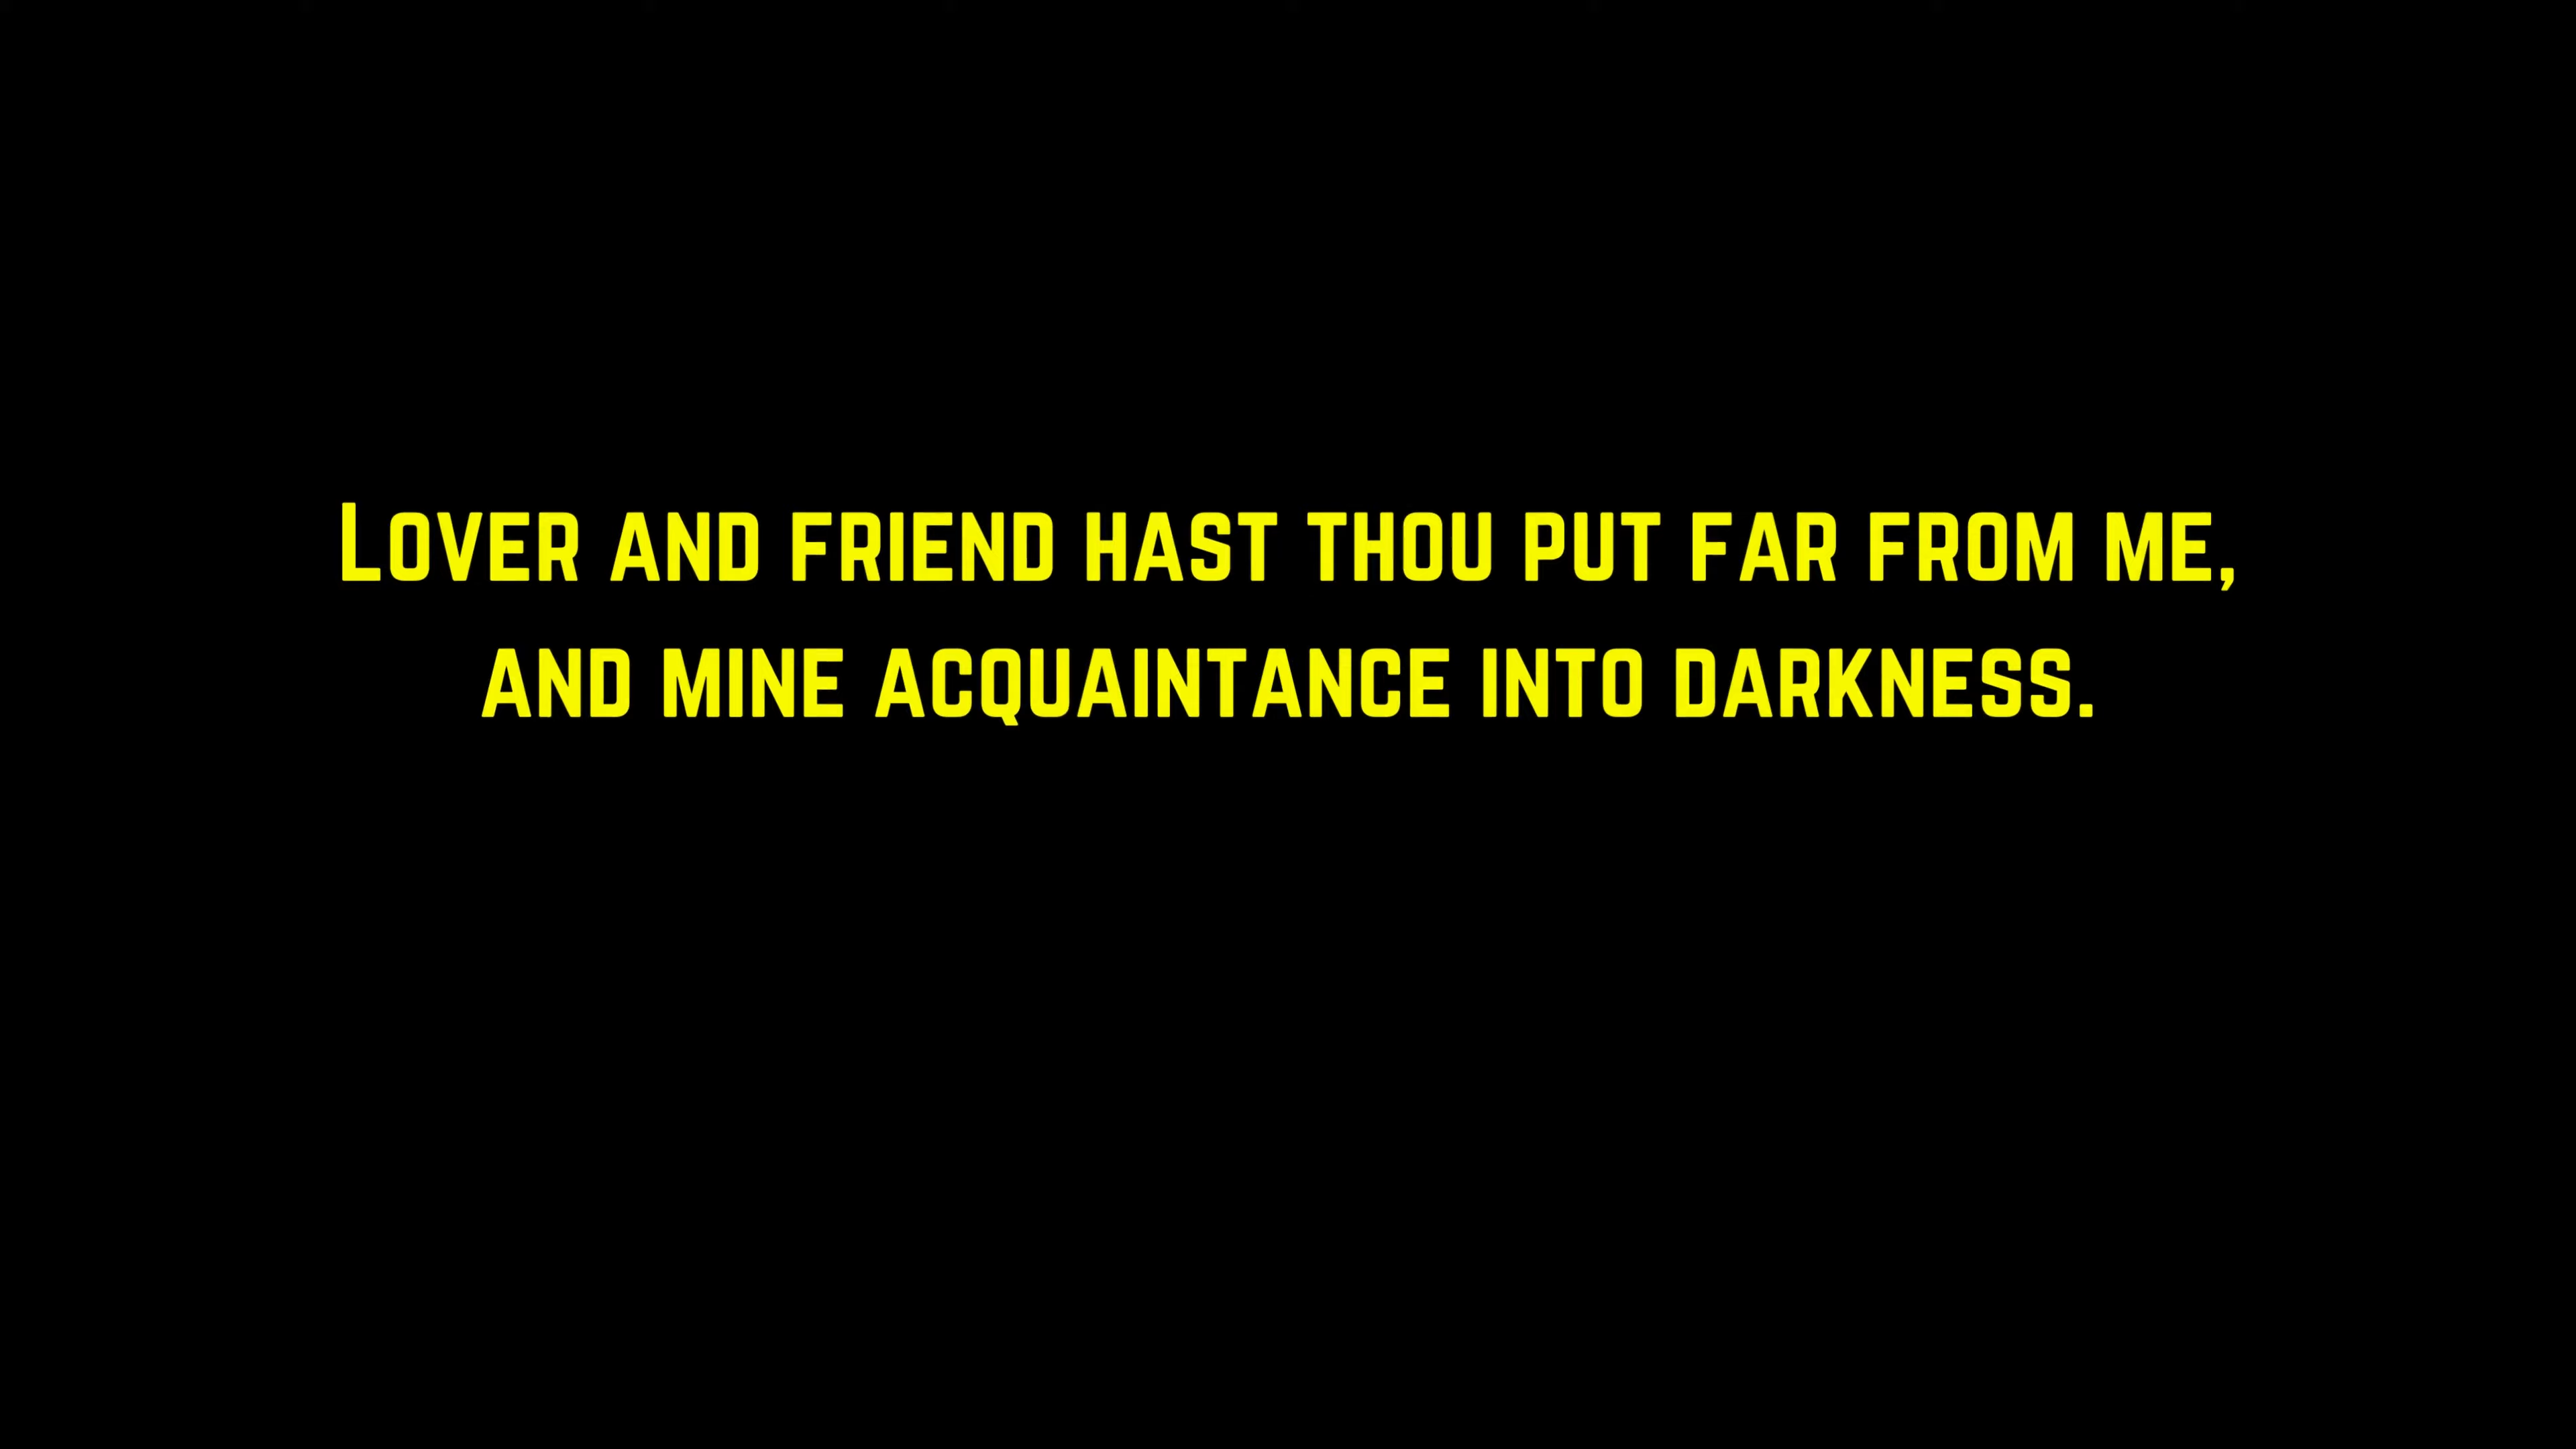 Lover and friend hast thou put far from me,
and mine acquaintance into darkness.